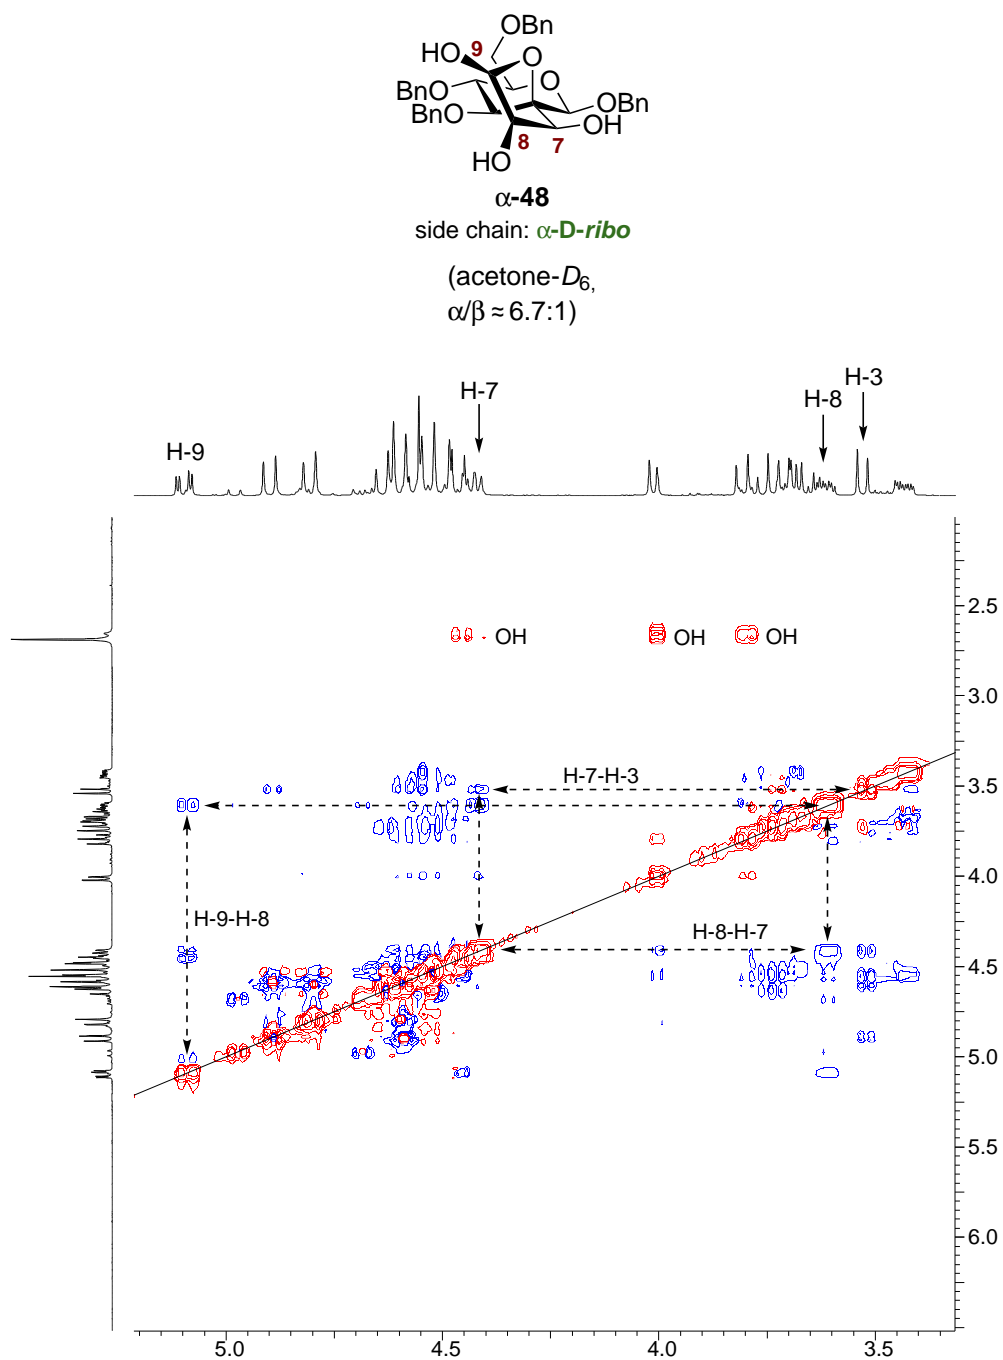 OBn
HO 9 O
BnO O OBn
BnO OH
8 7
HO
α-48
side chain: α-D-ribo
(acetone-D6,
α/β ≈ 6.7:1)
H-3
H-7
H-8
H-9
2.5
OH OH OH
3.0
H-7-H-3
3.5
4.0
H-9-H-8
H-8-H-7
4.5
5.0
5.5
6.0
5.0 4.5 4.0 3.5